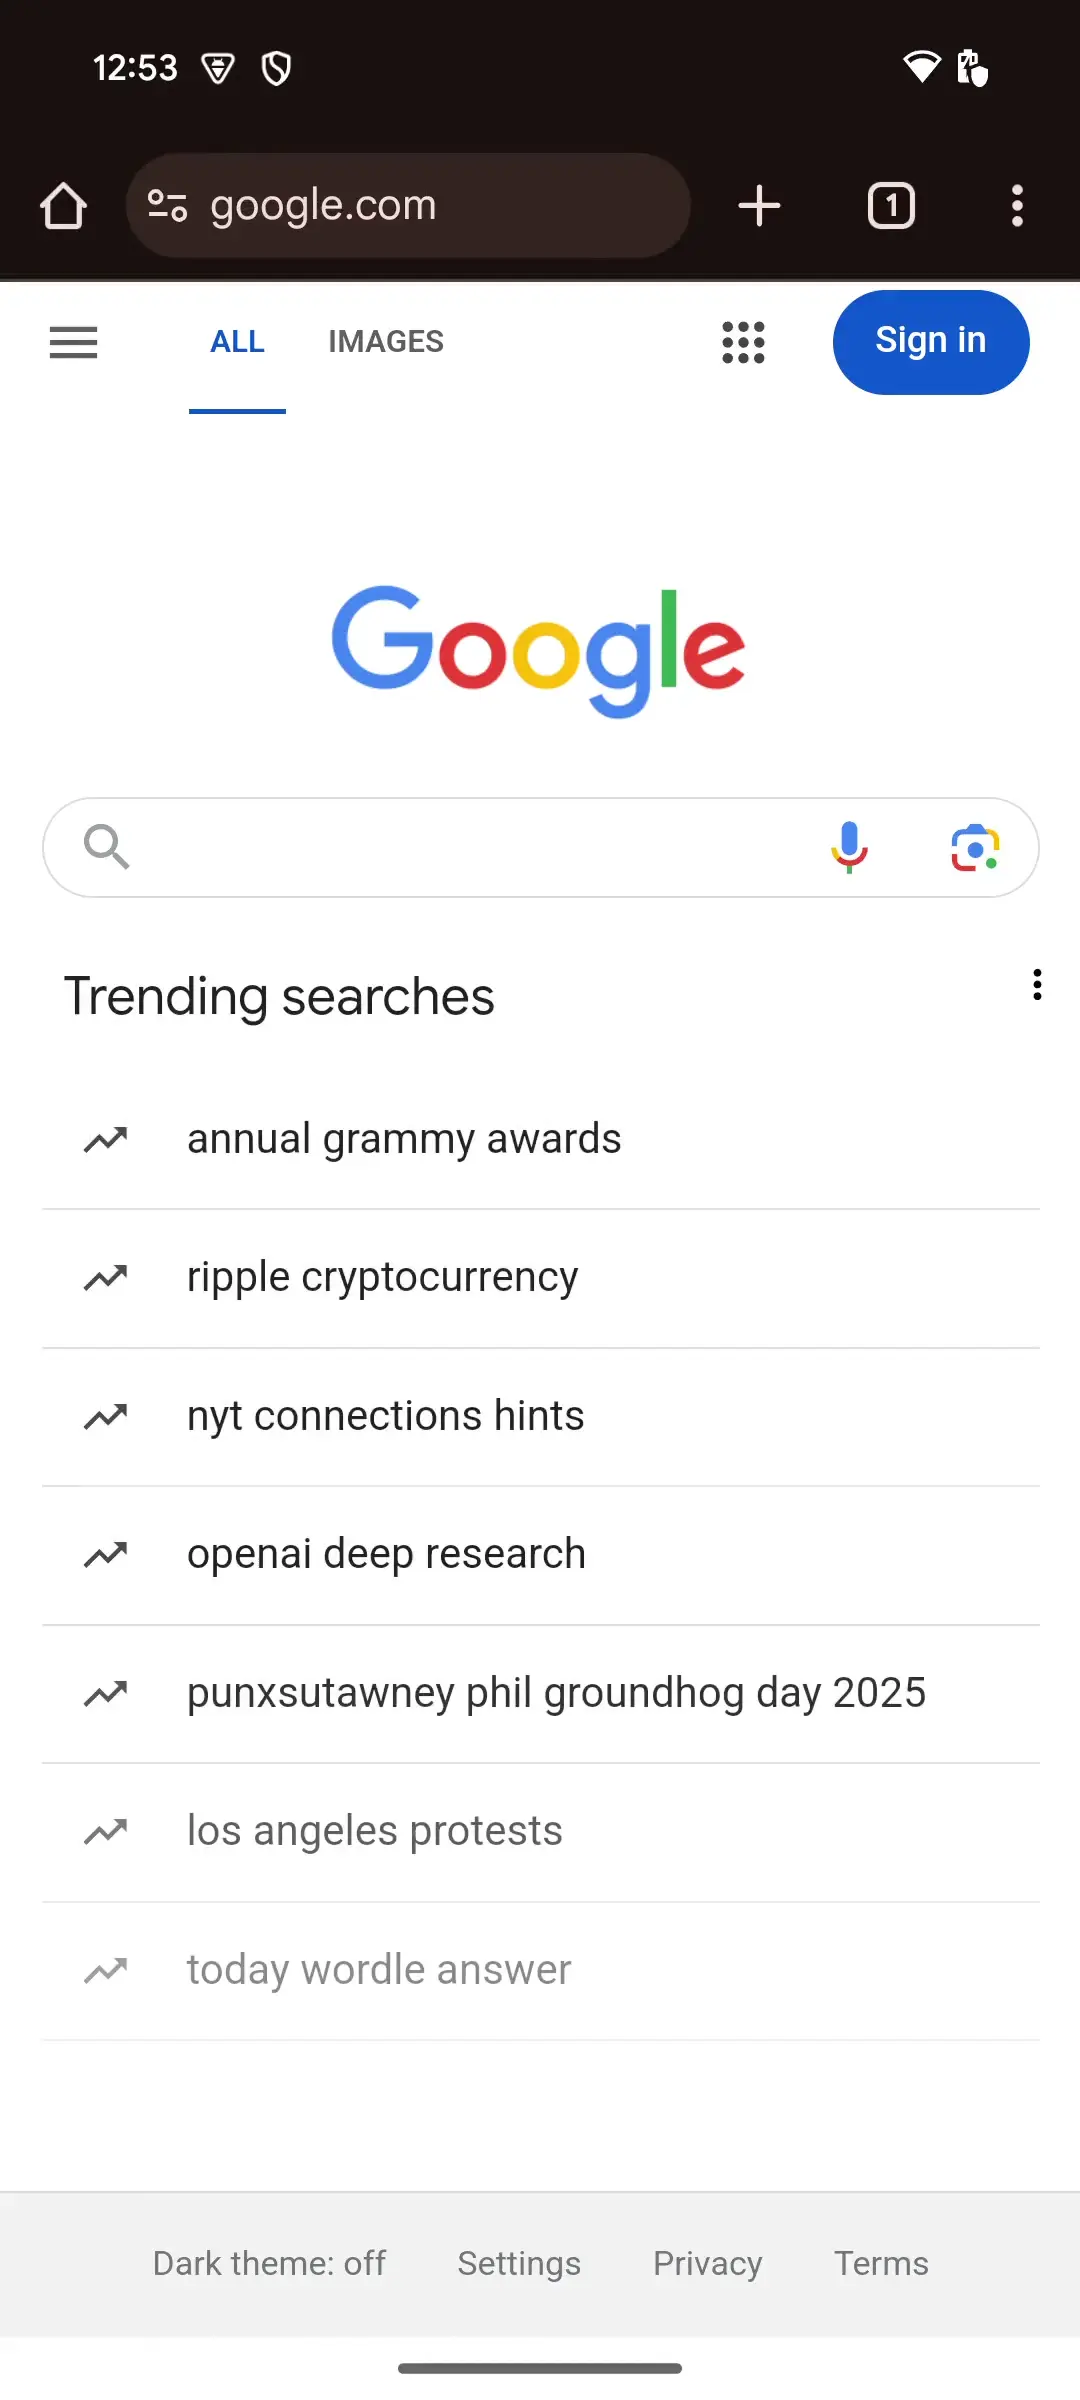 12:53
google.com
1
ALL IMAGES Sign in
Google
Trending searches
annual grammy awards
ripple cryptocurrency
nyt connections hints
openai deep research
punxsutawney phil groundhog day 2025
los angeles protests
today wordle answer
Dark theme: off Settings Privacy Terms